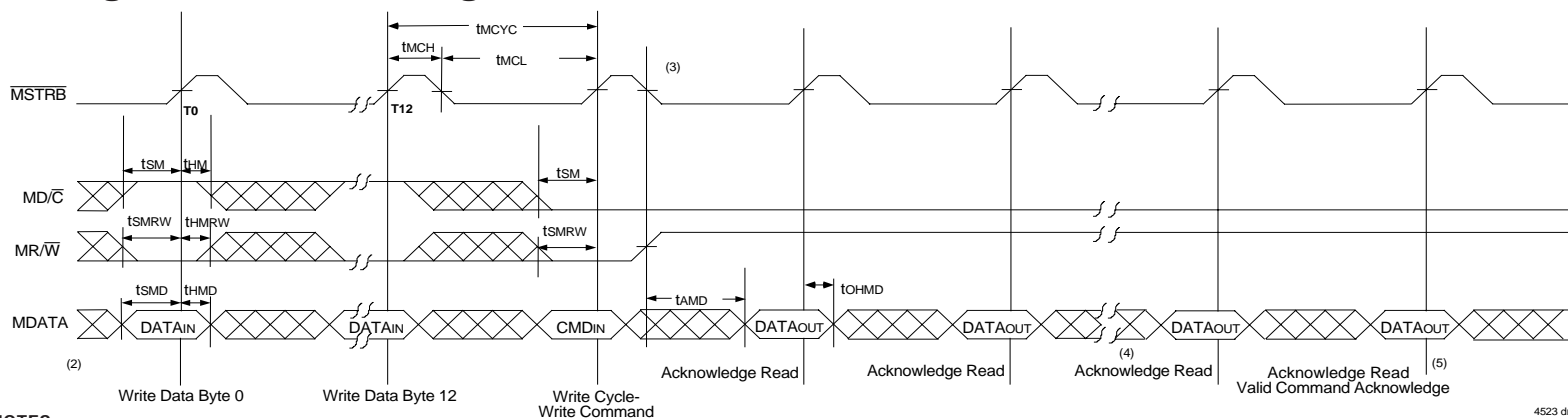 tMCYC
tMCH
tMCL
(3)
MSTRB
T0
T12
tSM tHM
tSM
MD/C
tSMRW tHMRW
tSMRW
MR/W
tSMD tHMD
tAMD
tOHMD
MDATA
DATAIN DATAIN CMDIN DATAOUT DATAOUT DATAOUT DATAOUT
(2)
(4)
(5)
Acknowledge Read Acknowledge Read Acknowledge Read Acknowledge Read
Valid Command Acknowledge
Write Data Byte 0 Write Data Byte 12 Write Cycle-
Write Command
4523 d